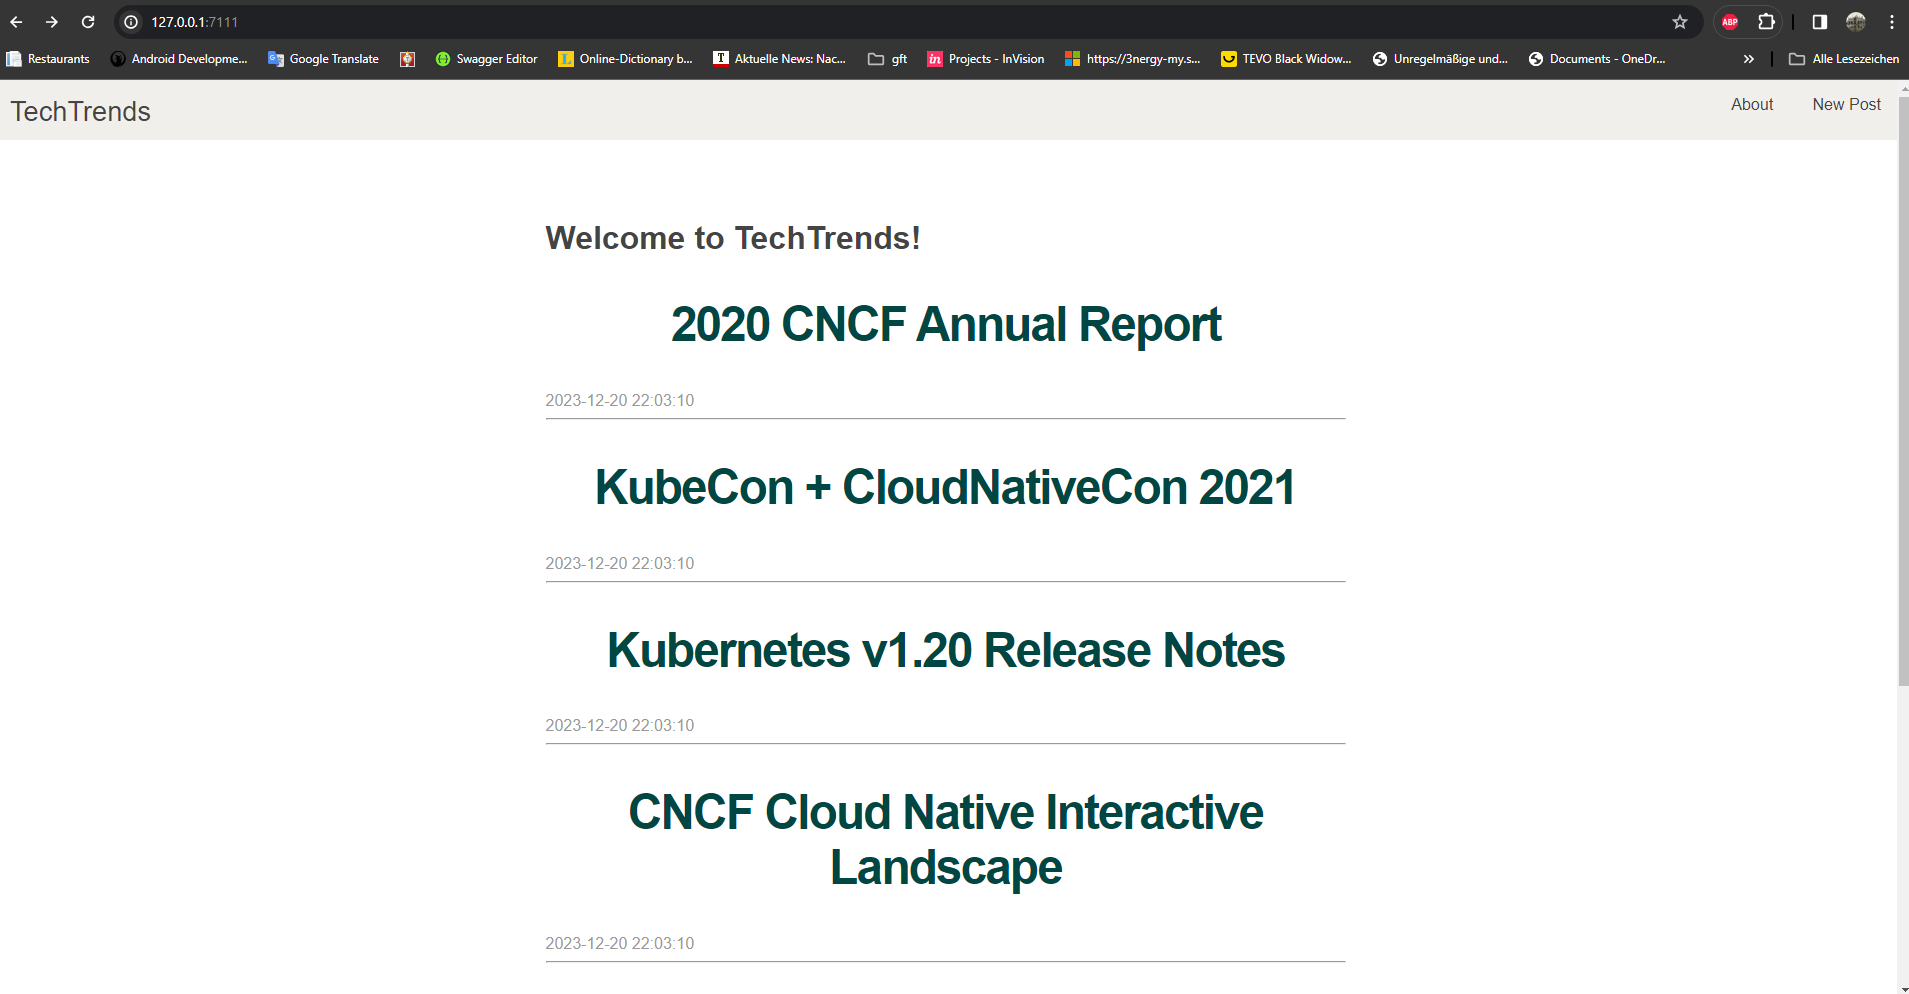 127.0.0.1:7111
ABP
Restaurants
Android Developme...
Google Translate
Swagger Editor
L Online-Dictionary b...
T Aktuelle News: Nac...
gft
in Projects - InVision
https://3nergy-my.s...
TEVO Black Widow...
Unregelmäßige und...
Documents - OneDr...
»
Alle Lesezeichen
TechTrends
About
New Post
Welcome to TechTrends!
2020 CNCF Annual Report
2023-12-20 22:03:10
KubeCon + CloudNativeCon 2021
2023-12-20 22:03:10
Kubernetes v1.20 Release Notes
2023-12-20 22:03:10
CNCF Cloud Native Interactive
Landscape
2023-12-20 22:03:10